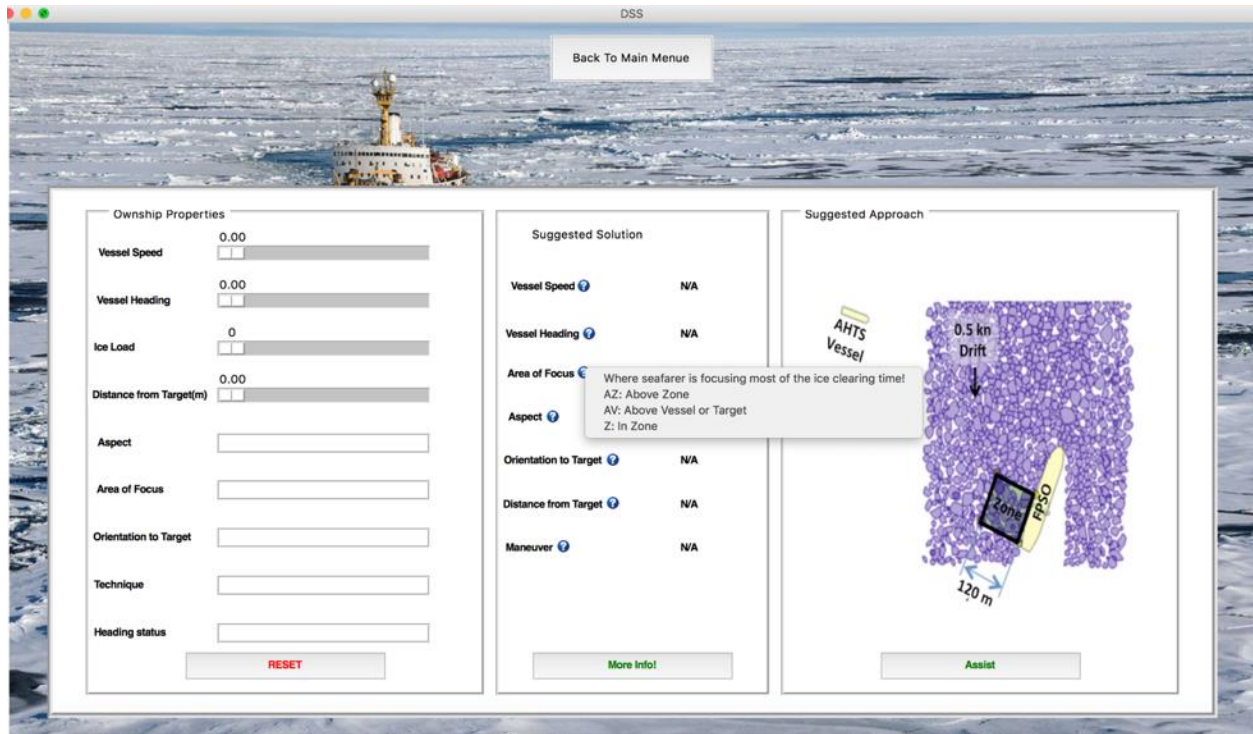 DSS
Back To Main Menue
Ownship Properties
0.00
Vessel Speed
0.00
Vessel Heading
0
Ice Load
0.00
Distance from Target(m)
Aspect
Area of Focus
Orientation to Target
Technique
Heading status
RESET
Suggested Solution
Vessel Speed ? N/A
Vessel Heading ? N/A
Area of Focus ?
Where seafarer is focusing most of the ice clearing time!
AZ: Above Zone
AV: Above Vessel or Target
Z: In Zone
Aspect ?
Orientation to Target ? N/A
Distance from Target ? N/A
Maneuver ? N/A
More Info!
Suggested Approach
AHTS
Vessel
0.5 kn
Drift
Zone
FPSO
120 m
Assist